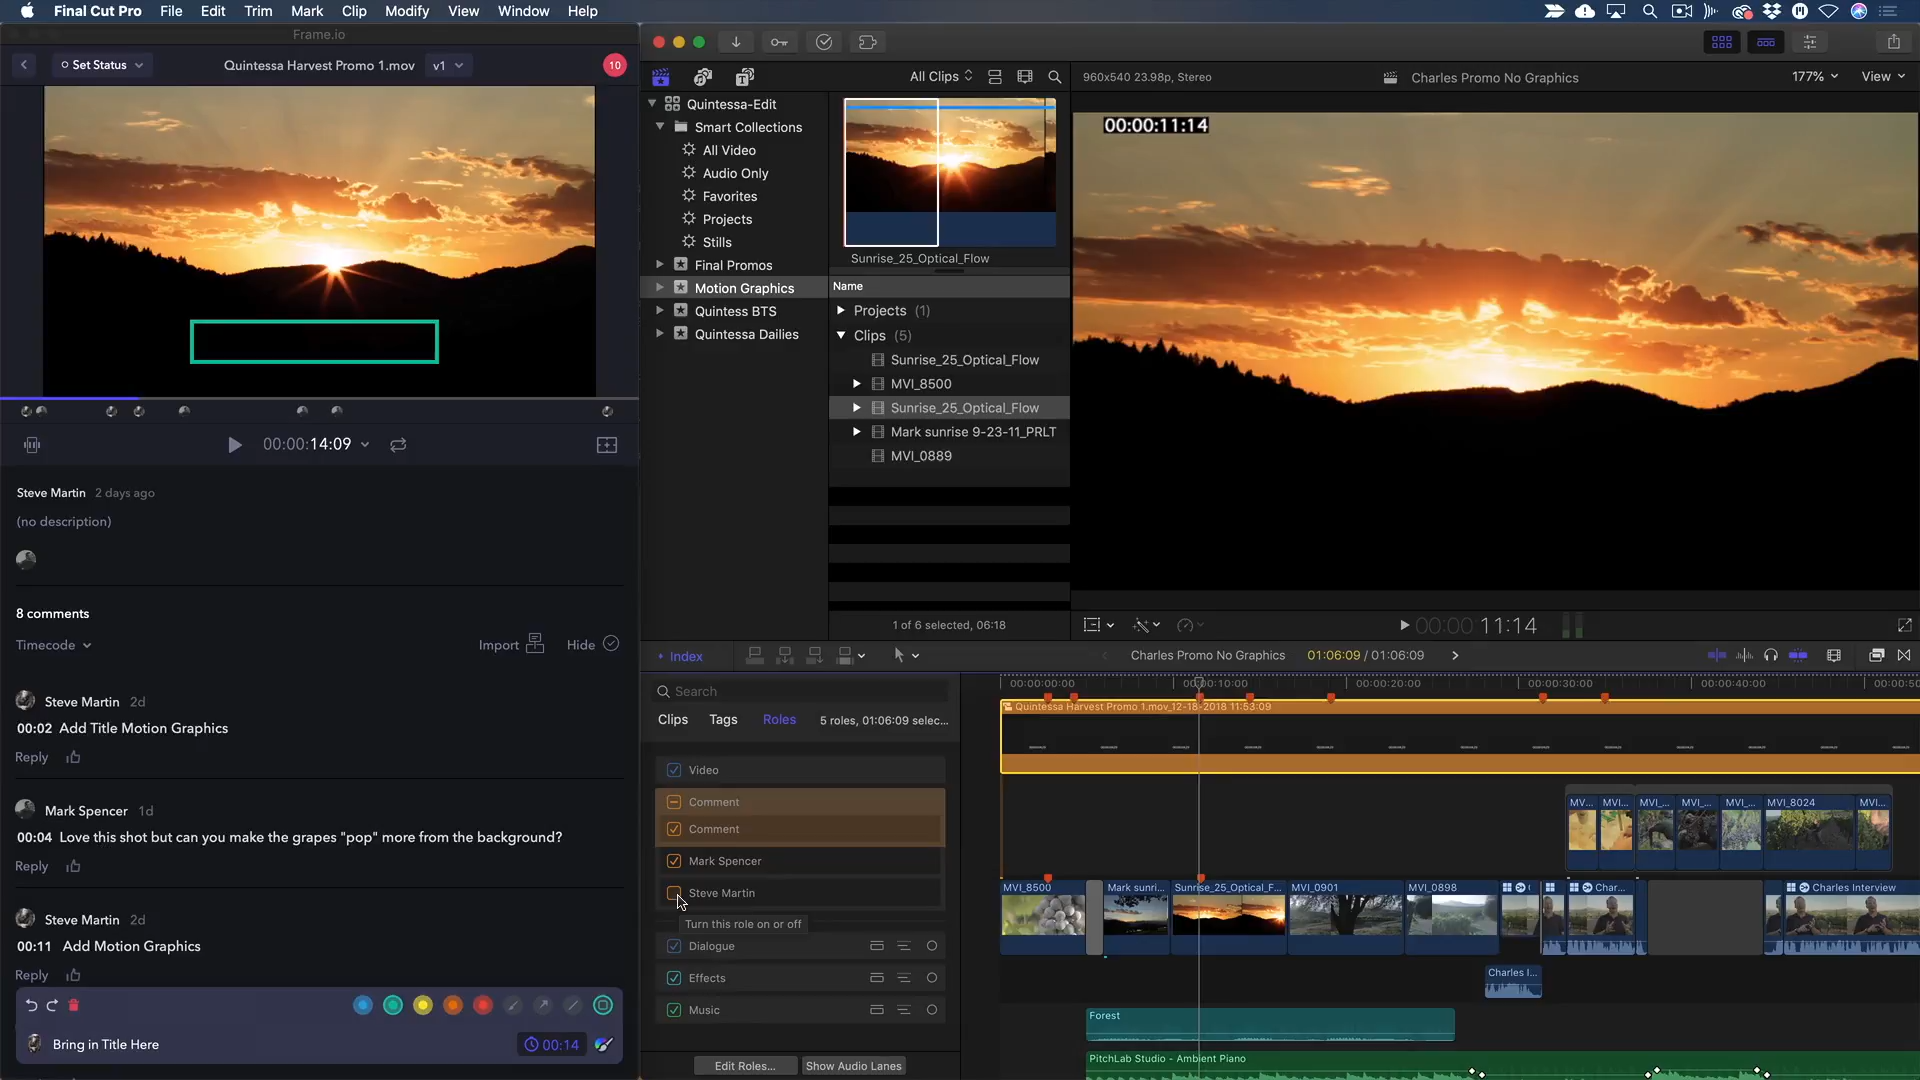 Final Cut Pro File Edit Trim Mark Clip Modify View Window Help
Frame.io
Set Status
Quintessa Harvest Promo 1.mov v1
10
00:00:14:09
Steve Martin 2 days ago
(no description)
8 comments
Timecode
Import
Hide
Steve Martin 2d
00:02 Add Title Motion Graphics
Reply
Mark Spencer 1d
00:04 Love this shot but can you make the grapes "pop" more from the background?
Reply
Steve Martin 2d
00:11 Add Motion Graphics
Reply
Bring in Title Here
00:14
All Clips
Quintessa-Edit
Smart Collections
All Video
Audio Only
Favorites
Projects
Stills
Final Promos
Motion Graphics
Quintess BTS
Quintessa Dailies
Sunrise_25_Optical_Flow
Name
Projects (1)
Clips (5)
Sunrise_25_Optical_Flow
MVI_8500
Sunrise_25_Optical_Flow
Mark sunrise 9-23-11_PRLT
MVI_0889
1 of 6 selected, 06:18
960x540 23.98p, Stereo
Charles Promo No Graphics
177%
View
00:00:11:14
00:00 11:14
Index
Charles Promo No Graphics
01:06:09 / 01:06:09
Search
Clips Tags Roles 5 roles, 01:06:09 selec...
Video
Comment
Comment
Mark Spencer
Steve Martin
Turn this role on or off
Dialogue
Effects
Music
Edit Roles...
Show Audio Lanes
00:00:00:00 00:00:10:00 00:00:20:00 00:00:30:00 00:00:40:00 00:00:50
Quintessa Harvest Promo 1.mov_12-18-2018 11:53:09
MV... MVI... MVI_... MVI_... MVI_... MVI_8024 MVI...
MVI_8500 Mark sunri... Sunrise_25_Optical_F... MVI_0901 MVI_0898 Char... Charles Interview
Charles I...
Forest
PitchLab Studio - Ambient Piano